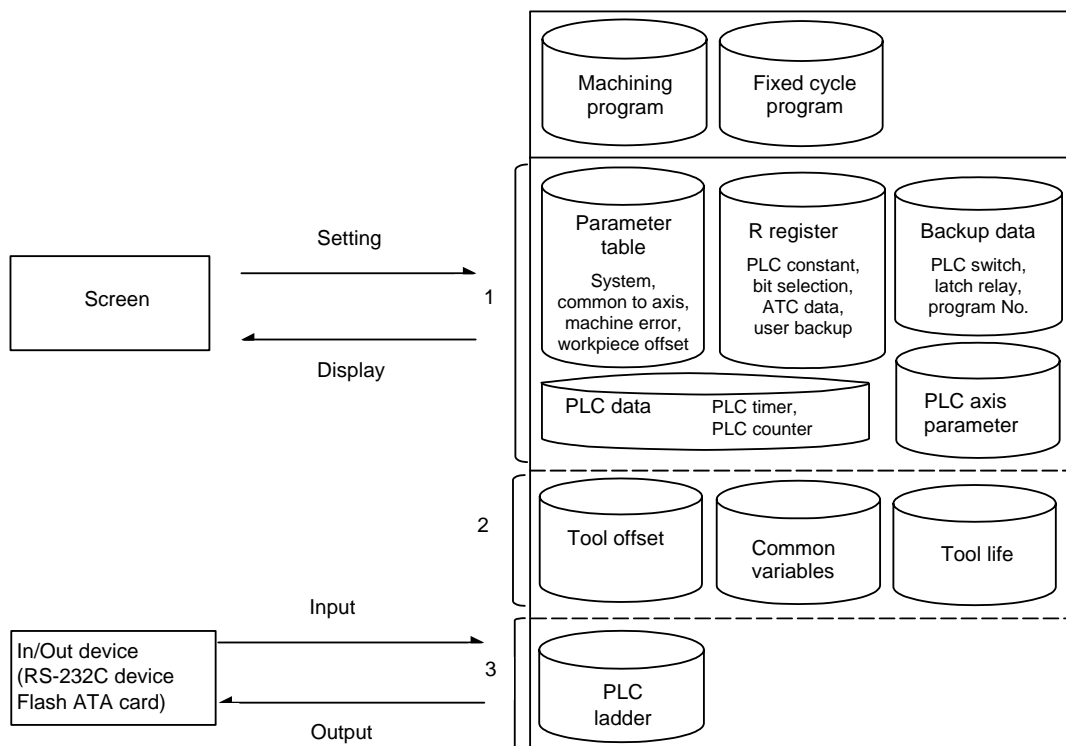 Machining
program
Fixed cycle
program
Setting
Screen
Display
1
Parameter
table
System,
common to axis,
machine error,
workpiece offset
R register
PLC constant,
bit selection,
ATC data,
user backup
Backup data
PLC switch,
latch relay,
program No.
PLC data
PLC timer,
PLC counter
PLC axis
parameter
2
Tool offset
Common
variables
Tool life
Input
In/Out device
(RS-232C device
Flash ATA card)
Output
3
PLC
ladder